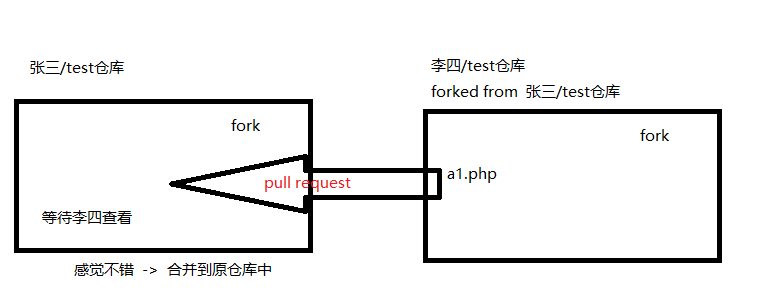 张三/test仓库
fork
等待李四查看
感觉不错 -> 合并到原仓库中
pull request
李四/test仓库
forked from 张三/test仓库
fork
a1.php